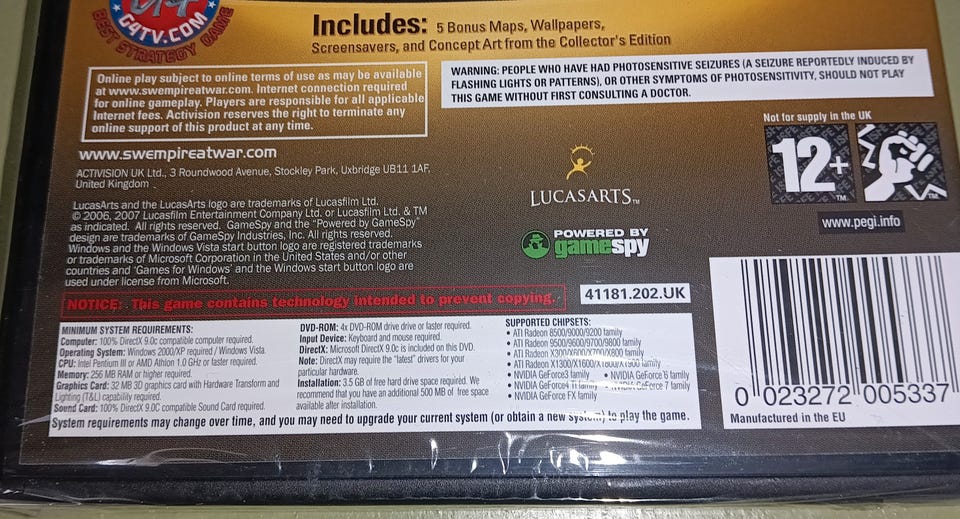 G4TV.COM
BEST STRATEGY GAME
Includes: 5 Bonus Maps, Wallpapers,
Screensavers, and Concept Art from the Collector's Edition
Online play subject to online terms of use as may be available
at www.swempireatwar.com. Internet connection required
for online gameplay. Players are responsible for all applicable
Internet fees. Activision reserves the right to terminate any
online support of this product at any time.
WARNING: PEOPLE WHO HAVE HAD PHOTOSENSITIVE SEIZURES (A SEIZURE REPORTEDLY INDUCED BY
FLASHING LIGHTS OR PATTERNS), OR OTHER SYMPTOMS OF PHOTOSENSITIVITY, SHOULD NOT PLAY
THIS GAME WITHOUT FIRST CONSULTING A DOCTOR.
www.swempireatwar.com
ACTIVISION UK Ltd., 3 Roundwood Avenue, Stockley Park, Uxbridge UB11 1AF,
United Kingdom
LucasArts and the LucasArts logo are trademarks of Lucasfilm Ltd.
© 2006, 2007 Lucasfilm Entertainment Company Ltd. or Lucasfilm Ltd. & TM
as indicated. All rights reserved. GameSpy and the "Powered by GameSpy"
design are trademarks of GameSpy Industries, Inc. All rights reserved.
Windows and the Windows Vista start button logo are registered trademarks
or trademarks of Microsoft Corporation in the United States and/or other
countries and 'Games for Windows' and the Windows start button logo are
used under license from Microsoft.
LUCASARTS™
POWERED BY
gamespy
Not for supply in the UK
12+
TM
TM
www.pegi.info
NOTICE: This game contains technology intended to prevent copying.
41181.202.UK
MINIMUM SYSTEM REQUIREMENTS:
Computer: 100% DirectX 9.0c compatible computer required.
Operating System: Windows 2000/XP required / Windows Vista.
CPU: Intel Pentium III or AMD Athlon 1.0 GHz or faster required.
Memory: 256 MB RAM or higher required.
Graphics Card: 32 MB 3D graphics card with Hardware Transform and
Lighting (T&L) capability required.
Sound Card: 100% DirectX 9.0C compatible Sound Card required.
DVD-ROM: 4x DVD-ROM drive drive or faster required.
Input Device: Keyboard and mouse required.
DirectX: Microsoft DirectX 9.0c is included on this DVD.
Note: DirectX may require the "latest" drivers for your
particular hardware.
Installation: 3.5 GB of free hard drive space required. We
recommend that you have an additional 500 MB of free space
available after installation.
SUPPORTED CHIPSETS:
• ATI Radeon 8500/9000/9200 family
• ATI Radeon 9500/9600/9700/9800 family
• ATI Radeon X300/X600/X700/X800 family
• ATI Radeon X1300/X1600/X1800/X1900 family
• NVIDIA GeForce3 family • NVIDIA GeForce 6 family
• NVIDIA GeForce4 Ti family • NVIDIA GeForce 7 family
• NVIDIA GeForce FX family
System requirements may change over time, and you may need to upgrade your current system (or obtain a new system) to play the game.
0 023272 005337
Manufactured in the EU